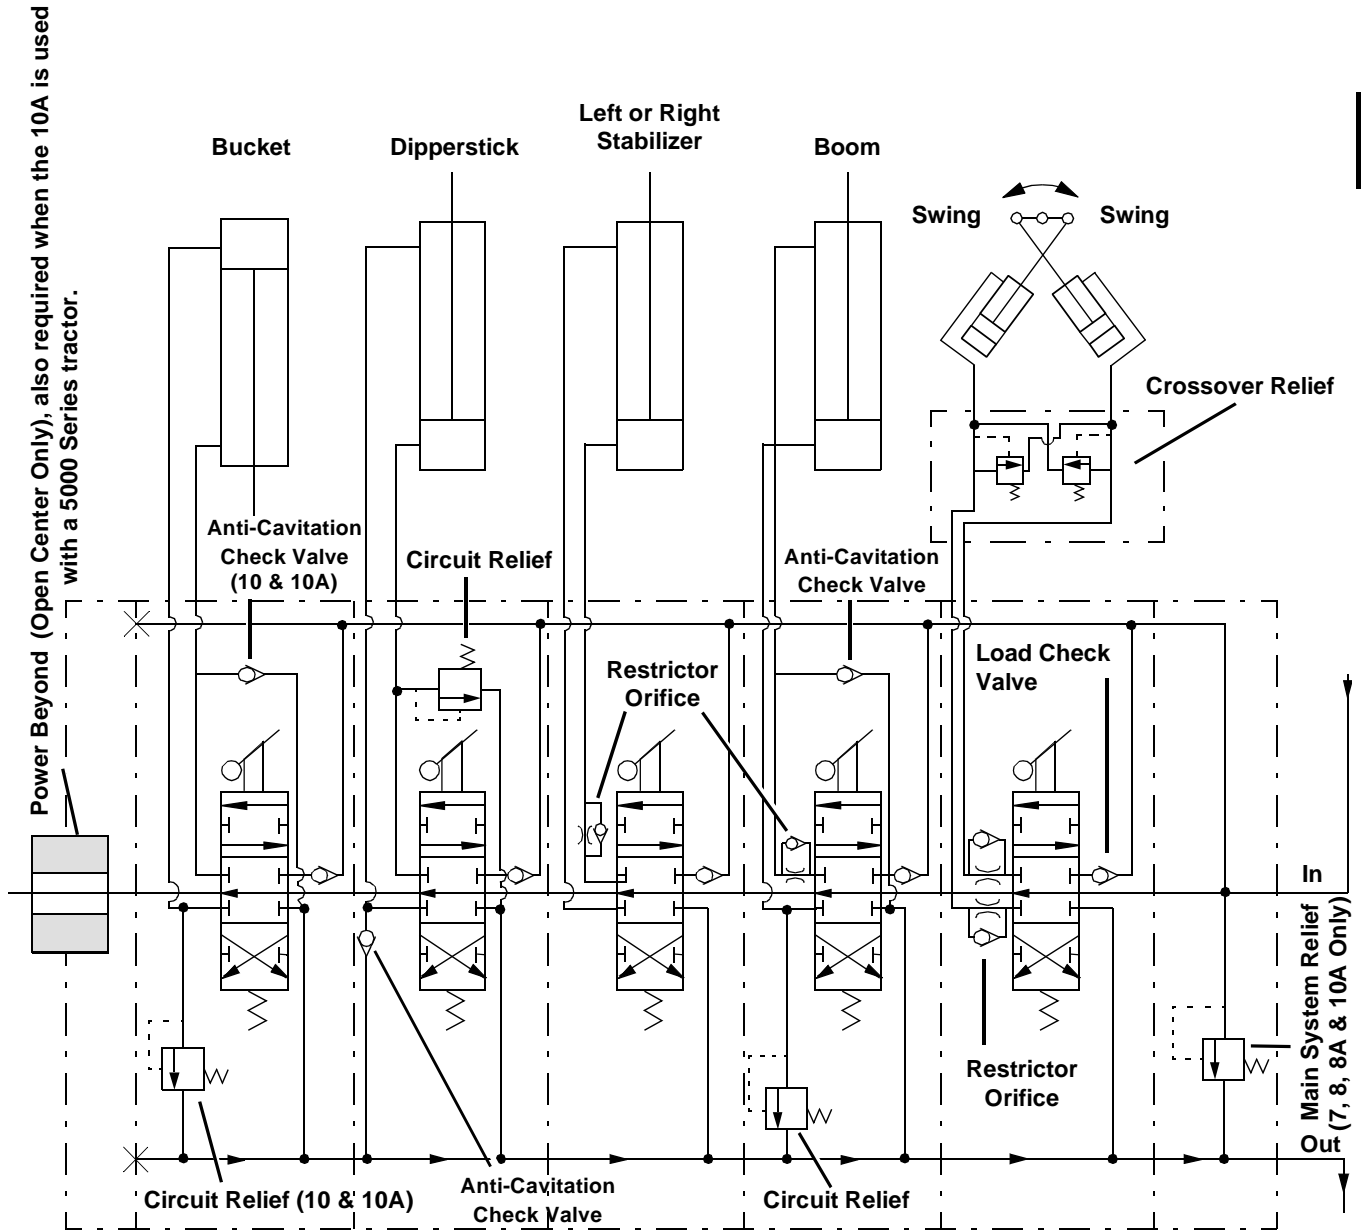 Power Beyond (Open Center Only), also required when the 10A is used
with a 5000 Series tractor.
Bucket
Dipperstick
Left or Right
Stabilizer
Boom
Swing
Swing
Crossover Relief
Anti-Cavitation
Check Valve
(10 & 10A)
Circuit Relief
Anti-Cavitation
Check Valve
Restrictor
Orifice
Load Check
Valve
In
Main System Relief
(7, 8, 8A & 10A Only)
Restrictor
Orifice
Out
Circuit Relief (10 & 10A)
Anti-Cavitation
Check Valve
Circuit Relief